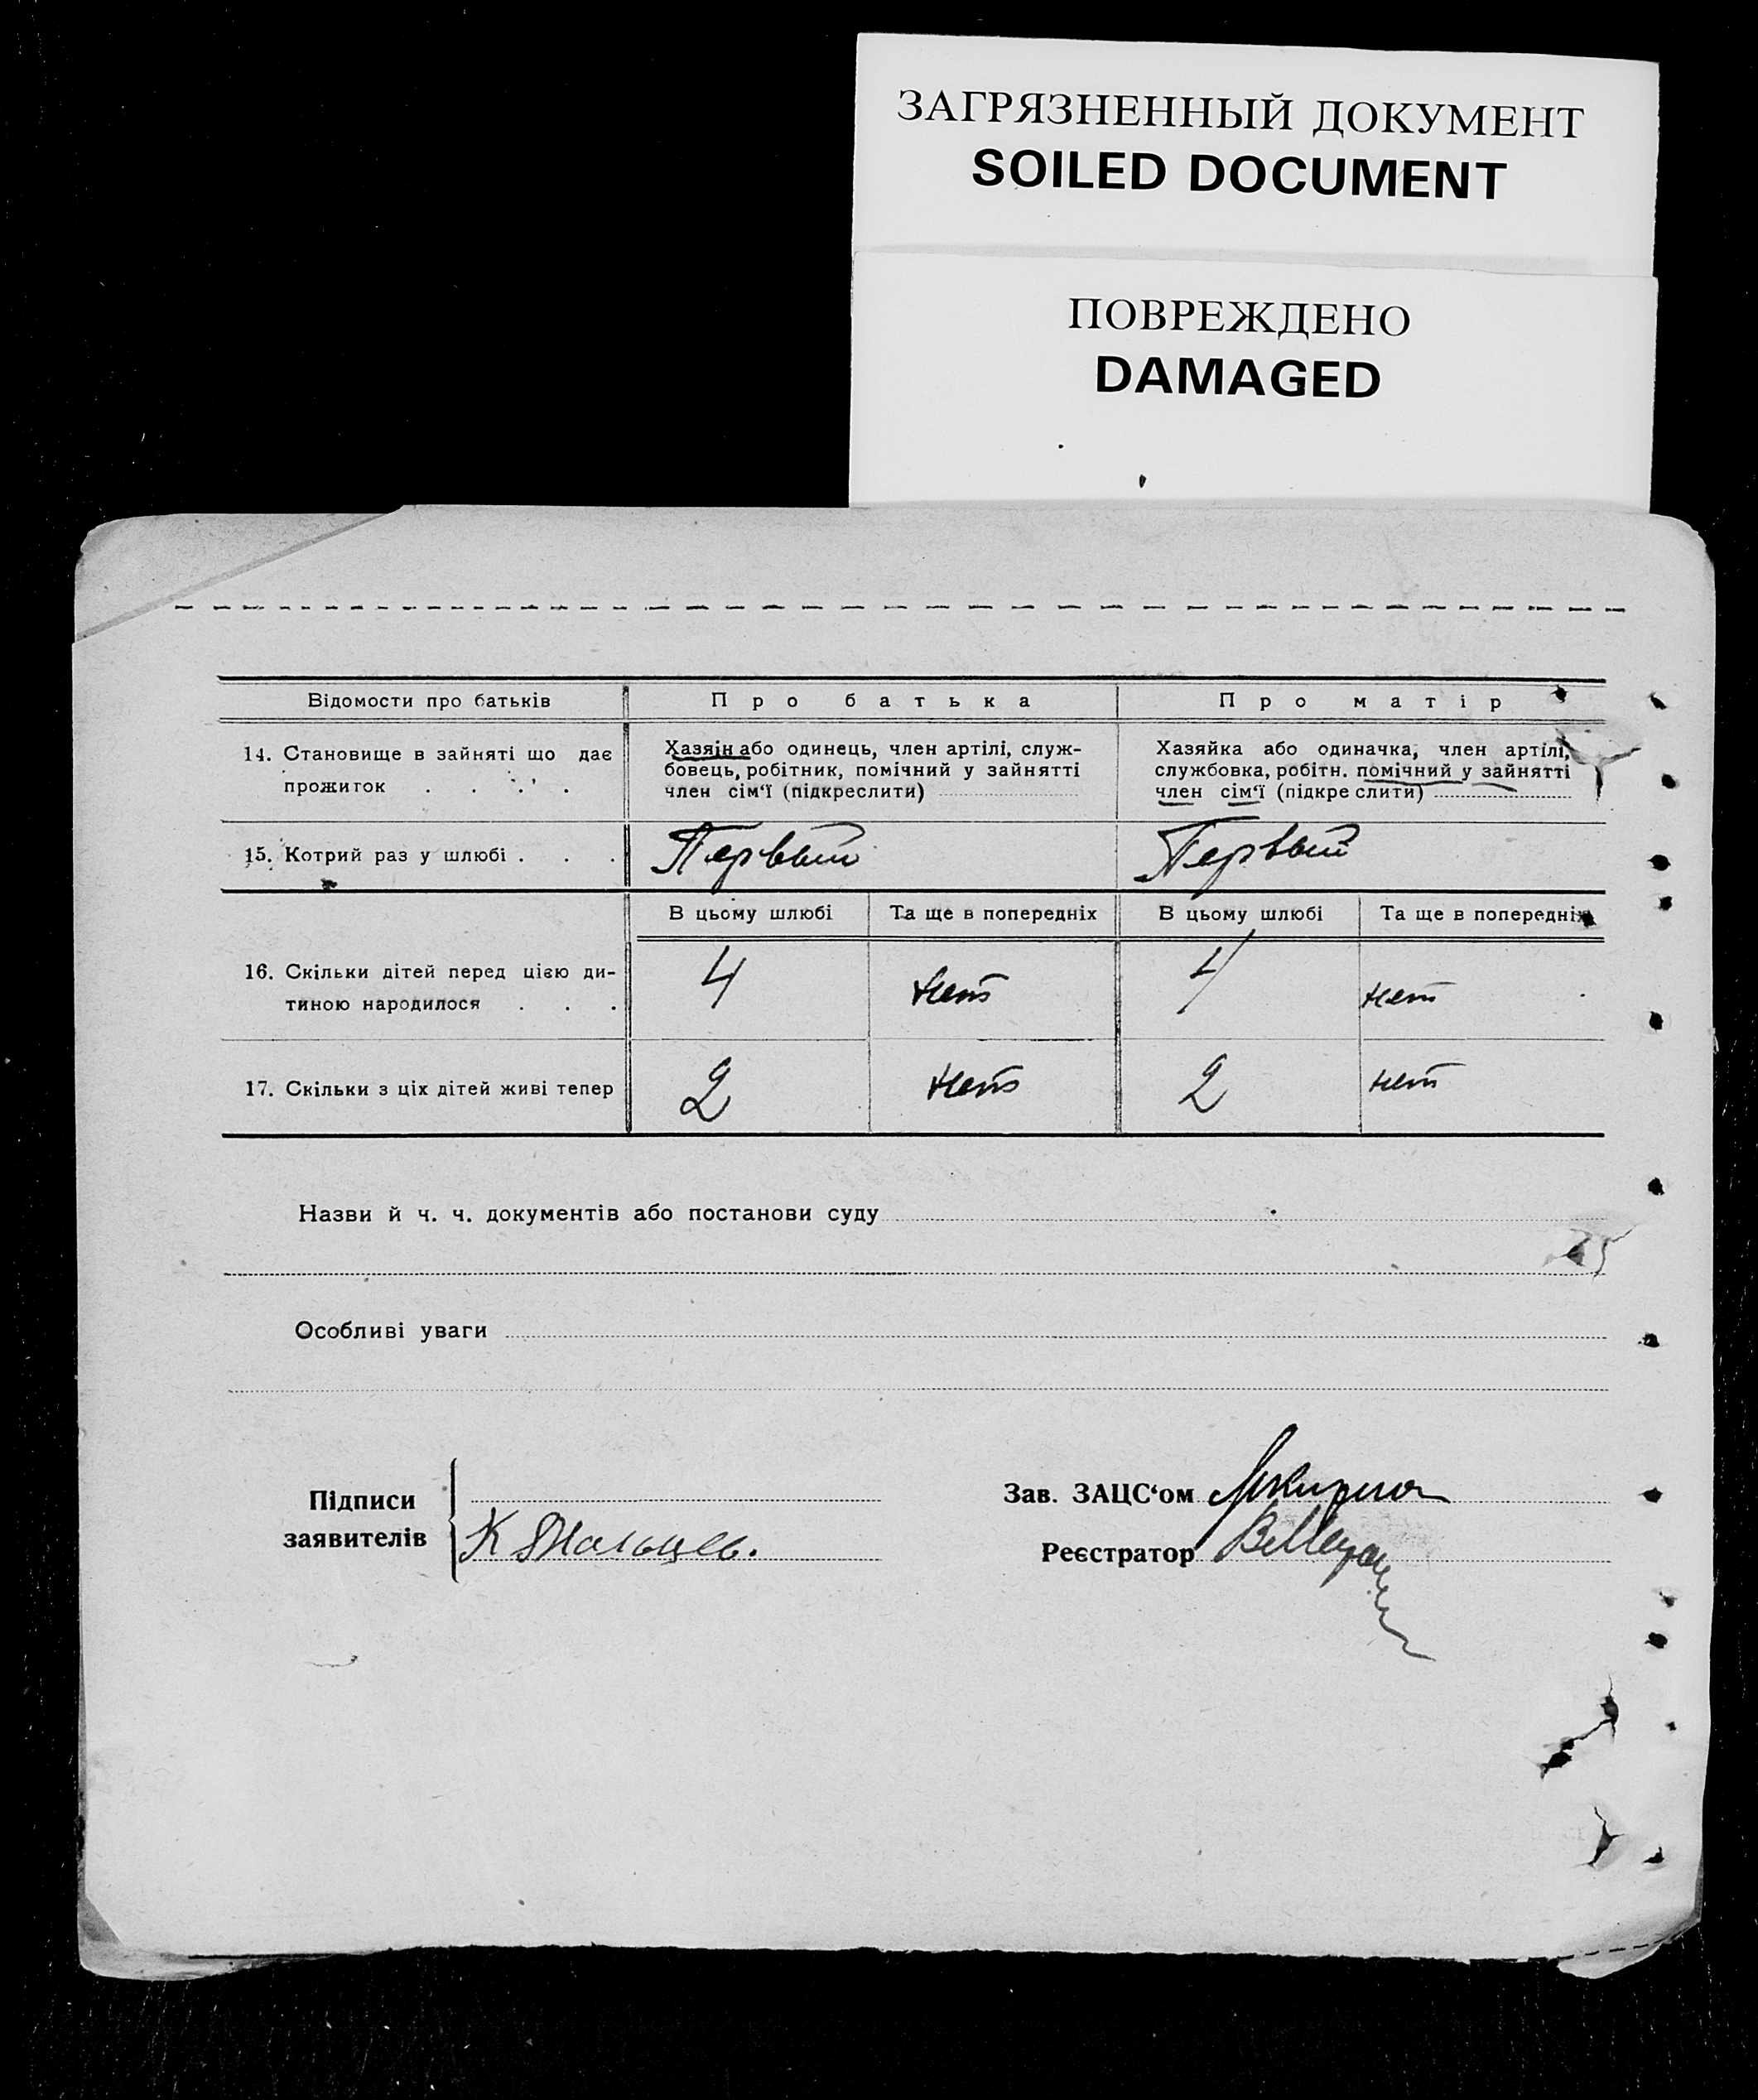 ЗАГРЯЗНЕННЫЙ ДОКУМЕНТ
SOILED DOCUMENT
ПОВРЕЖДЕНО
DAMAGED
Відомости про батьків
Про батька
Про матір
14. Становище в зайняті що дає
прожиток . . . .
Хазяїн або одинець, член артілі, служ-
бовець, робітник, помічний у зайнятті
член сім'ї (підкреслити)
Хазяйка або одиначка, член артілі,
службовка, робітн. помічний у зайнятті
член сім'ї (підкреслити)
15. Котрий раз у шлюбі . . .
Первый
Первый
В цьому шлюбі
Та ще в попередніх
В цьому шлюбі
Та ще в попередніх
16. Скільки дітей перед цією ди-
тиною народилося . . .
4
нет
4
нет
17. Скільки з ціх дітей живі тепер
2
нет
2
нет
Назви й ч. ч. документів або постанови суду
Особливі уваги
Підписи
заявителів
К Мальцев.
Зав. ЗАЦС'ом
Реєстратор